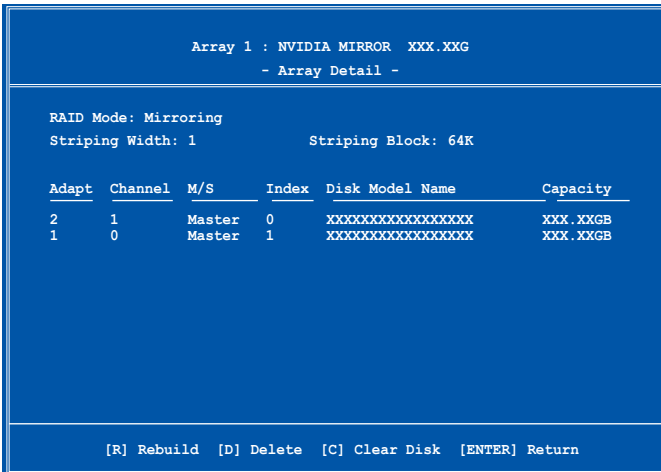 Array 1 : NVIDIA MIRROR XXX.XXG
- Array Detail -
RAID Mode: Mirroring
Striping Width: 1 Striping Block: 64K
Adapt Channel M/S Index Disk Model Name Capacity
2 1 Master 0 XXXXXXXXXXXXXXXXX XXX.XXGB
1 0 Master 1 XXXXXXXXXXXXXXXXX XXX.XXGB
[R] Rebuild [D] Delete [C] Clear Disk [ENTER] Return